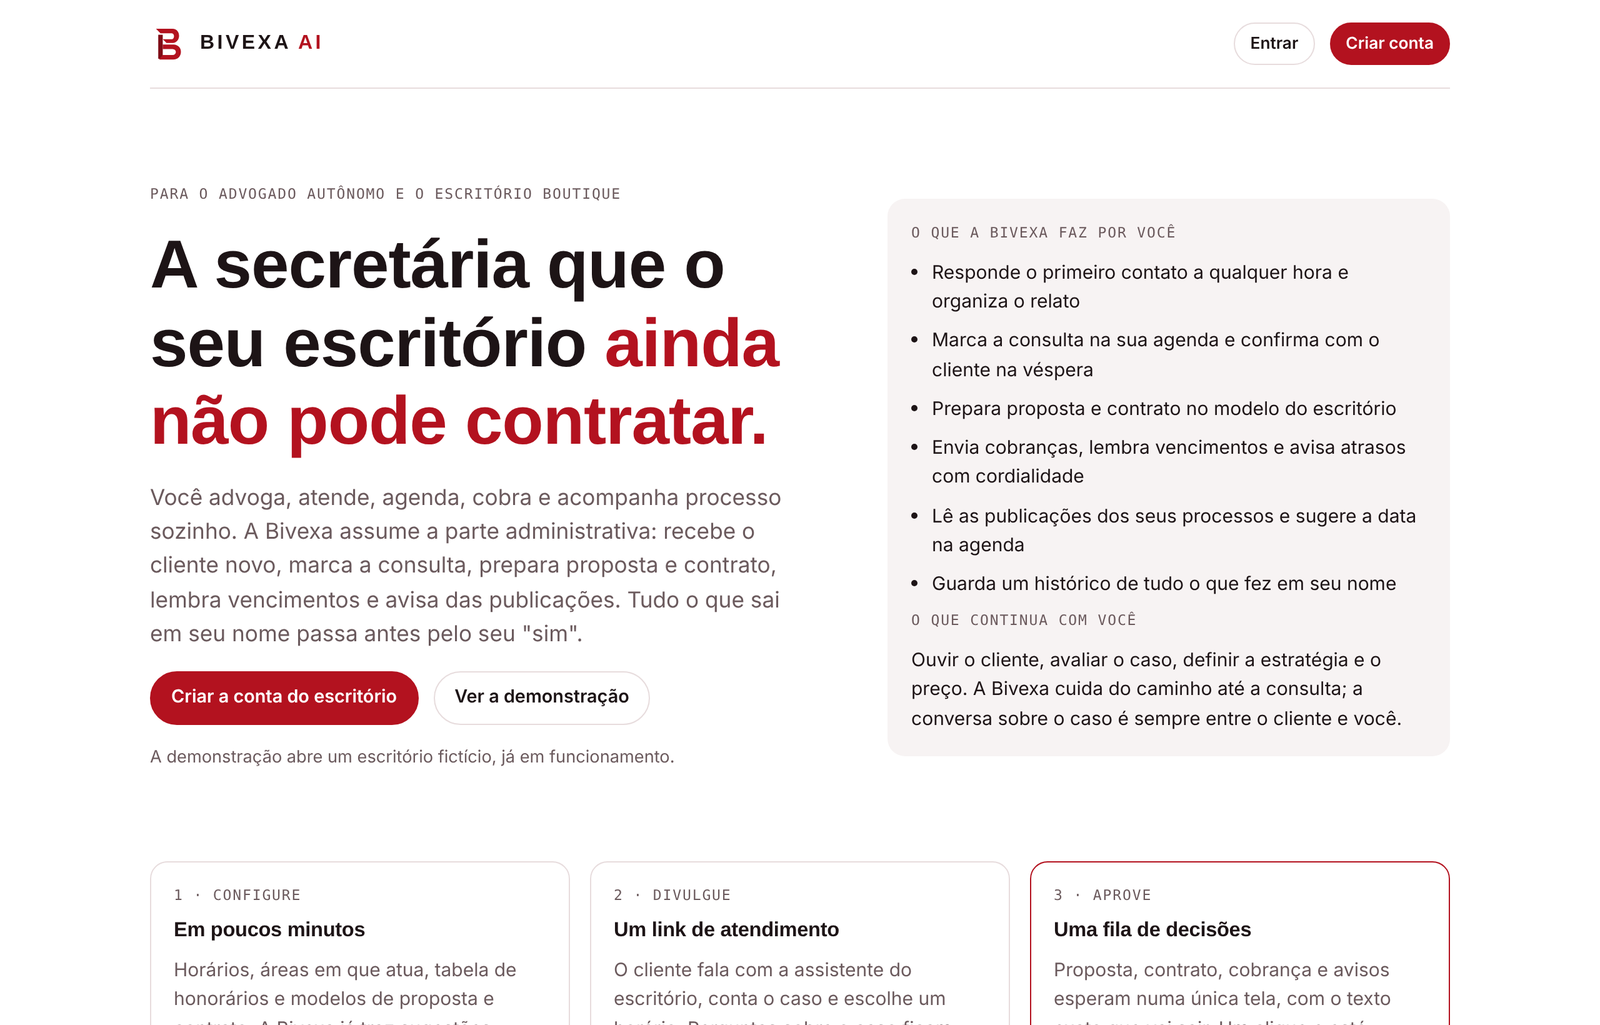 BIVEXA AI
Entrar
Criar conta
PARA O ADVOGADO AUTÔNOMO E O ESCRITÓRIO BOUTIQUE
A secretária que o
seu escritório ainda
não pode contratar.
Você advoga, atende, agenda, cobra e acompanha processo
sozinho. A Bivexa assume a parte administrativa: recebe o
cliente novo, marca a consulta, prepara proposta e contrato,
lembra vencimentos e avisa das publicações. Tudo o que sai
em seu nome passa antes pelo seu "sim".
Criar a conta do escritório
Ver a demonstração
A demonstração abre um escritório fictício, já em funcionamento.
O QUE A BIVEXA FAZ POR VOCÊ
• Responde o primeiro contato a qualquer hora e
organiza o relato
• Marca a consulta na sua agenda e confirma com o
cliente na véspera
• Prepara proposta e contrato no modelo do escritório
• Envia cobranças, lembra vencimentos e avisa atrasos
com cordialidade
• Lê as publicações dos seus processos e sugere a data
na agenda
• Guarda um histórico de tudo o que fez em seu nome
O QUE CONTINUA COM VOCÊ
Ouvir o cliente, avaliar o caso, definir a estratégia e o
preço. A Bivexa cuida do caminho até a consulta; a
conversa sobre o caso é sempre entre o cliente e você.
1 · CONFIGURE
Em poucos minutos
Horários, áreas em que atua, tabela de
honorários e modelos de proposta e
2 · DIVULGUE
Um link de atendimento
O cliente fala com a assistente do
escritório, conta o caso e escolhe um
3 · APROVE
Uma fila de decisões
Proposta, contrato, cobrança e avisos
esperam numa única tela, com o texto